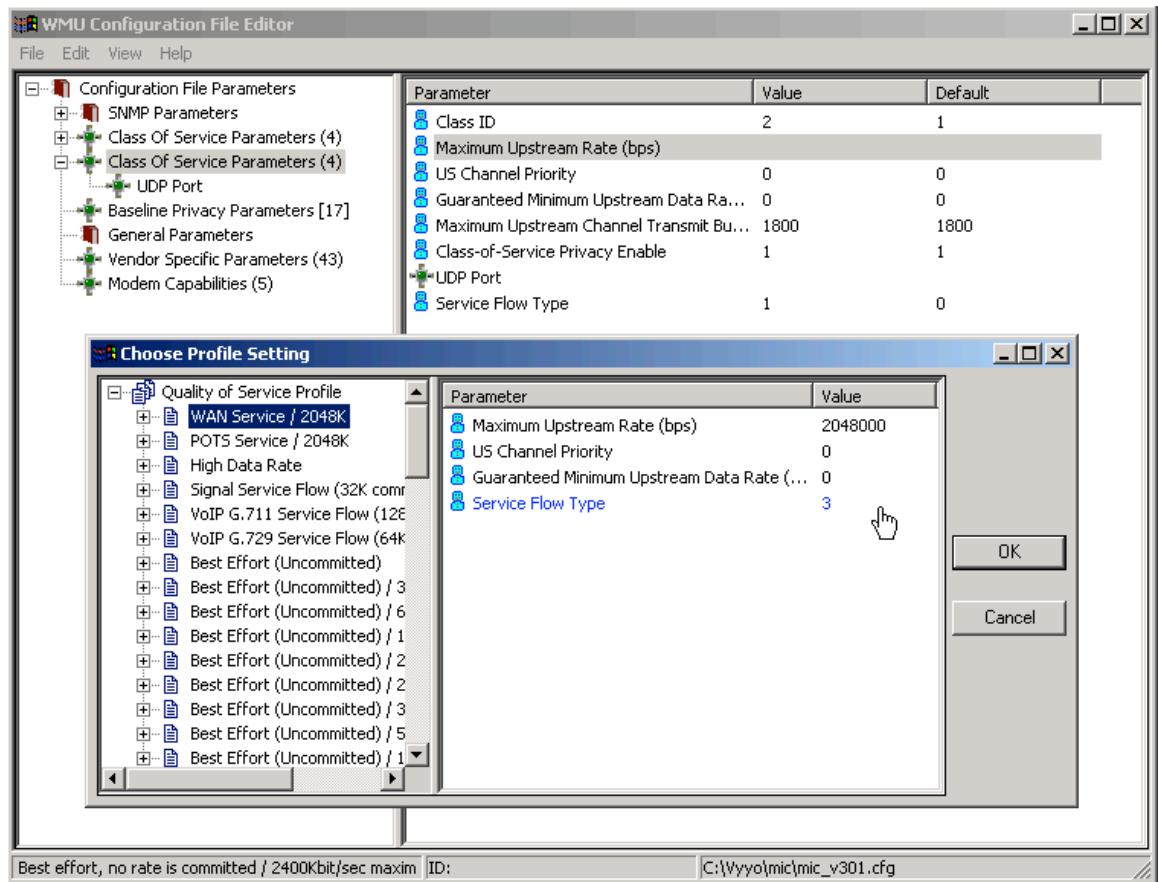 WMU Configuration File Editor
File Edit View Help
Configuration File Parameters
SNMP Parameters
Class Of Service Parameters (4)
Class Of Service Parameters (4)
UDP Port
Baseline Privacy Parameters [17]
General Parameters
Vendor Specific Parameters (43)
Modem Capabilities (5)
Parameter Value Default
Class ID 2 1
Maximum Upstream Rate (bps)
US Channel Priority 0 0
Guaranteed Minimum Upstream Data Ra... 0 0
Maximum Upstream Channel Transmit Bu... 1800 1800
Class-of-Service Privacy Enable 1 1
UDP Port
Service Flow Type 1 0
Choose Profile Setting
Quality of Service Profile
WAN Service / 2048K
POTS Service / 2048K
High Data Rate
Signal Service Flow (32K comm
VoIP G.711 Service Flow (128
VoIP G.729 Service Flow (64K
Best Effort (Uncommitted)
Best Effort (Uncommitted) / 3
Best Effort (Uncommitted) / 6
Best Effort (Uncommitted) / 1
Best Effort (Uncommitted) / 2
Best Effort (Uncommitted) / 2
Best Effort (Uncommitted) / 3
Best Effort (Uncommitted) / 5
Best Effort (Uncommitted) / 1
Parameter Value
Maximum Upstream Rate (bps) 2048000
US Channel Priority 0
Guaranteed Minimum Upstream Data Rate (... 0
Service Flow Type 3
OK
Cancel
Best effort, no rate is committed / 2400Kbit/sec maxim ID: C:\Vyyo\mic\mic_v301.cfg